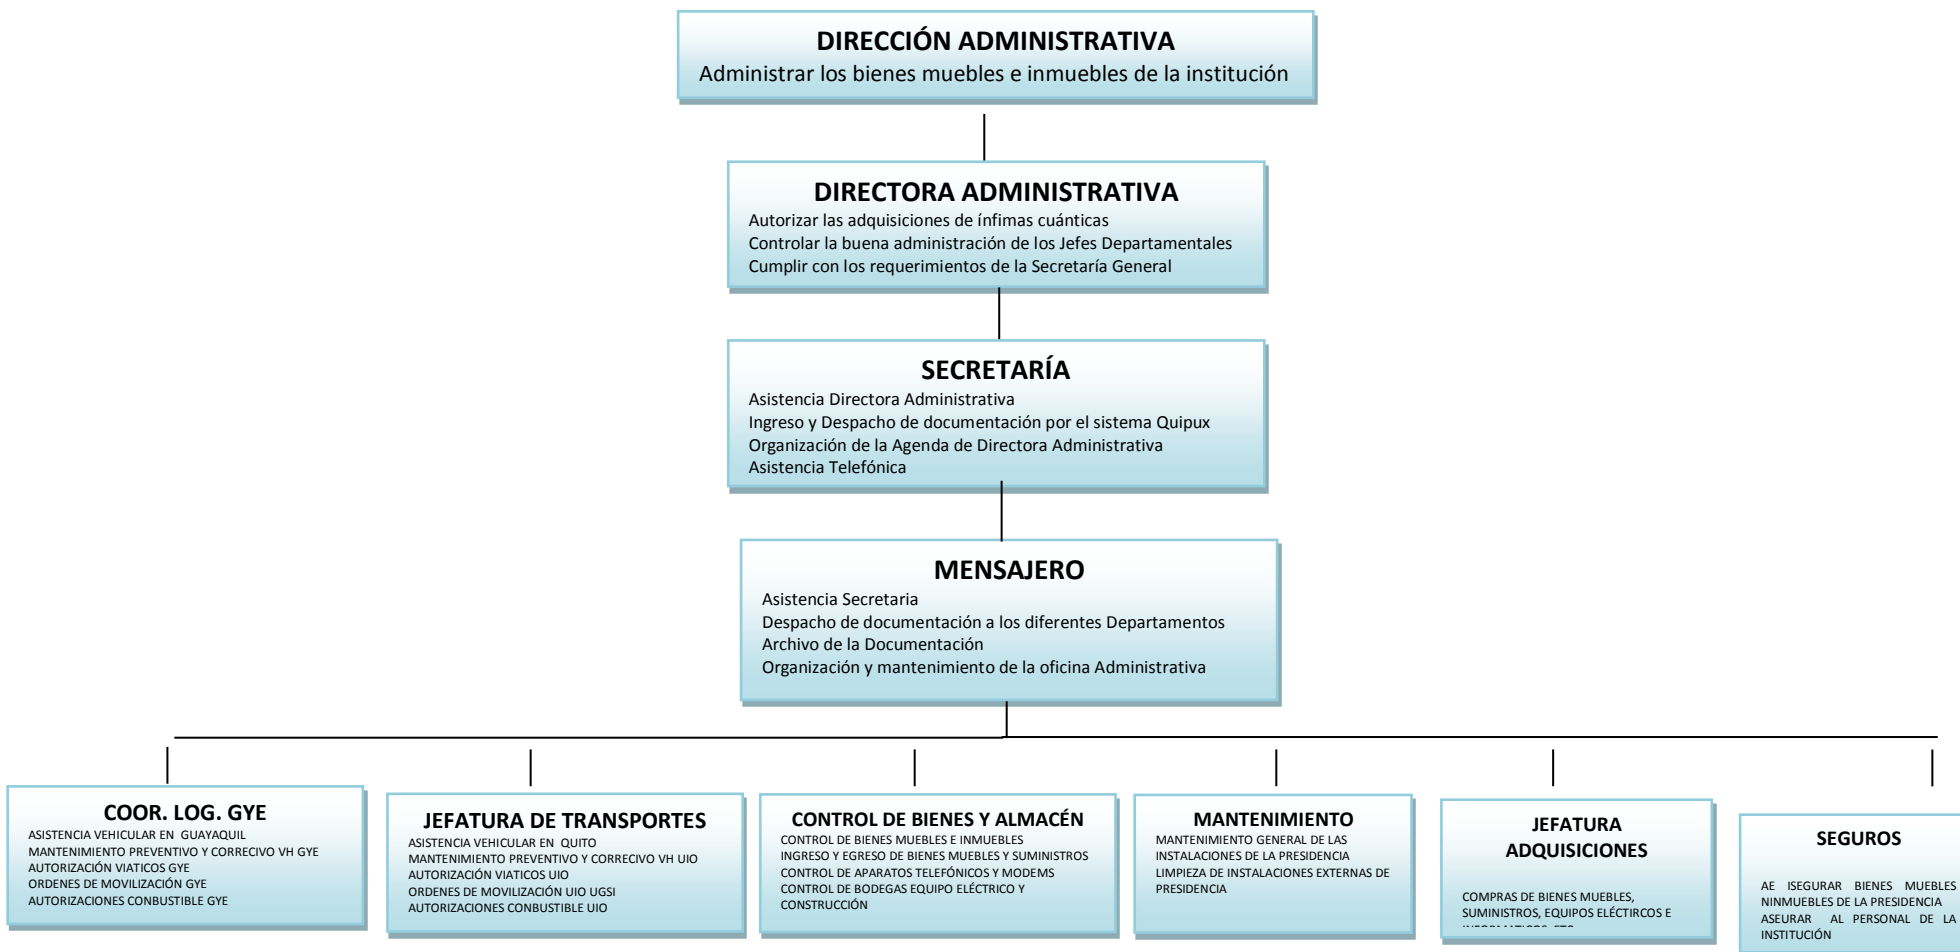 DIRECCIÓN ADMINISTRATIVA
Administrar los bienes muebles e inmuebles de la institución
DIRECTORA ADMINISTRATIVA
Autorizar las adquisiciones de ínfimas cuánticas
Controlar la buena administración de los Jefes Departamentales
Cumplir con los requerimientos de la Secretaría General
SECRETARÍA
Asistencia Directora Administrativa
Ingreso y Despacho de documentación por el sistema Quipux
Organización de la Agenda de Directora Administrativa
Asistencia Telefónica
MENSAJERO
Asistencia Secretaria
Despacho de documentación a los diferentes Departamentos
Archivo de la Documentación
Organización y mantenimiento de la oficina Administrativa
COOR. LOG. GYE
ASISTENCIA VEHICULAR EN GUAYAQUIL
MANTENIMIENTO PREVENTIVO Y CORRECIVO VH GYE
AUTORIZACIÓN VIATICOS GYE
ORDENES DE MOVILIZACIÓN GYE
AUTORIZACIONES CONBUSTIBLE GYE
JEFATURA DE TRANSPORTES
ASISTENCIA VEHICULAR EN QUITO
MANTENIMIENTO PREVENTIVO Y CORRECIVO VH UIO
AUTORIZACIÓN VIATICOS UIO
ORDENES DE MOVILIZACIÓN UIO UGSI
AUTORIZACIONES CONBUSTIBLE UIO
CONTROL DE BIENES Y ALMACÉN
CONTROL DE BIENES MUEBLES E INMUEBLES
INGRESO Y EGRESO DE BIENES MUEBLES Y SUMINISTROS
CONTROL DE APARATOS TELEFÓNICOS Y MODEMS
CONTROL DE BODEGAS EQUIPO ELÉCTRICO Y
CONSTRUCCIÓN
MANTENIMIENTO
MANTENIMIENTO GENERAL DE LAS
INSTALACIONES DE LA PRESIDENCIA
LIMPIEZA DE INSTALACIONES EXTERNAS DE
PRESIDENCIA
JEFATURA
ADQUISICIONES
COMPRAS DE BIENES MUEBLES,
SUMINISTROS, EQUIPOS ELÉCTIRCOS E
SEGUROS
AE ISEGURAR BIENES MUEBLES
NINMUEBLES DE LA PRESIDENCIA
ASEURAR AL PERSONAL DE LA
INSTITUCIÓN